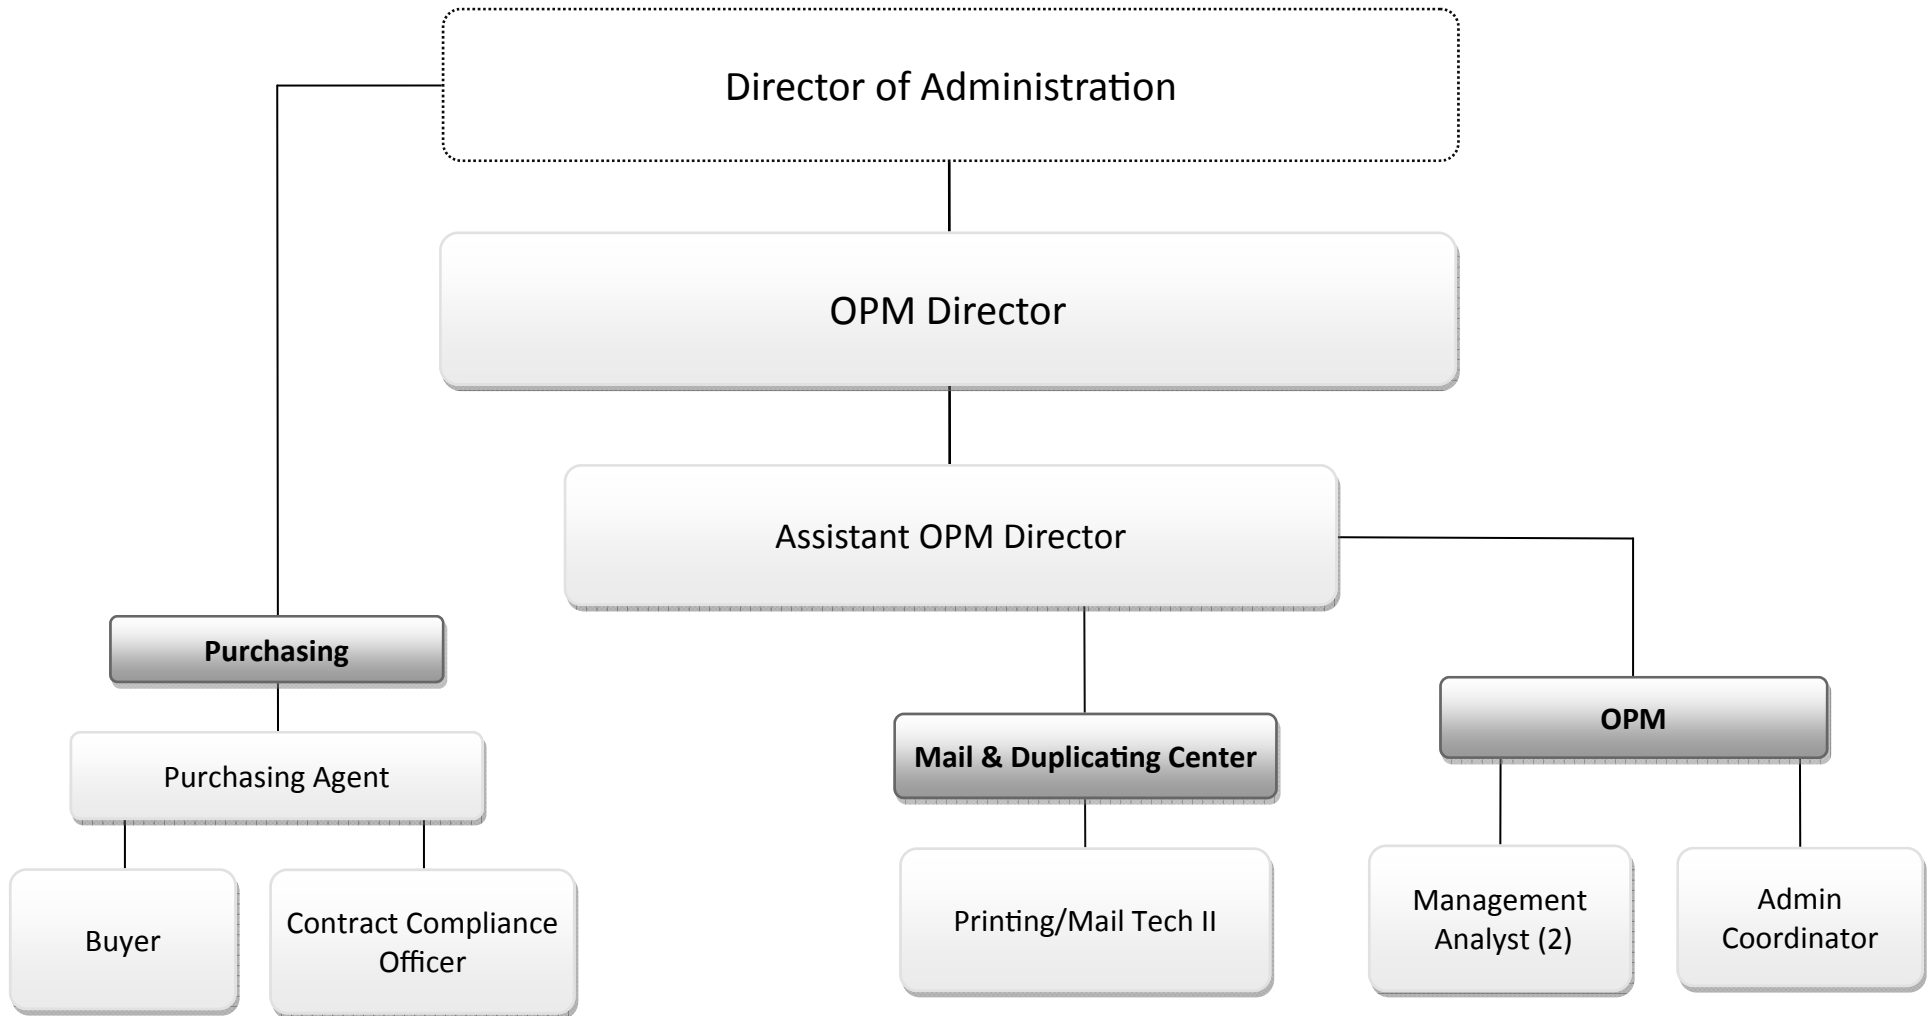 Director of Administration
OPM Director
Assistant OPM Director
Purchasing
Purchasing Agent
Buyer
Contract Compliance
Officer
Mail & Duplicating Center
Printing/Mail Tech II
OPM
Management
Analyst (2)
Admin
Coordinator